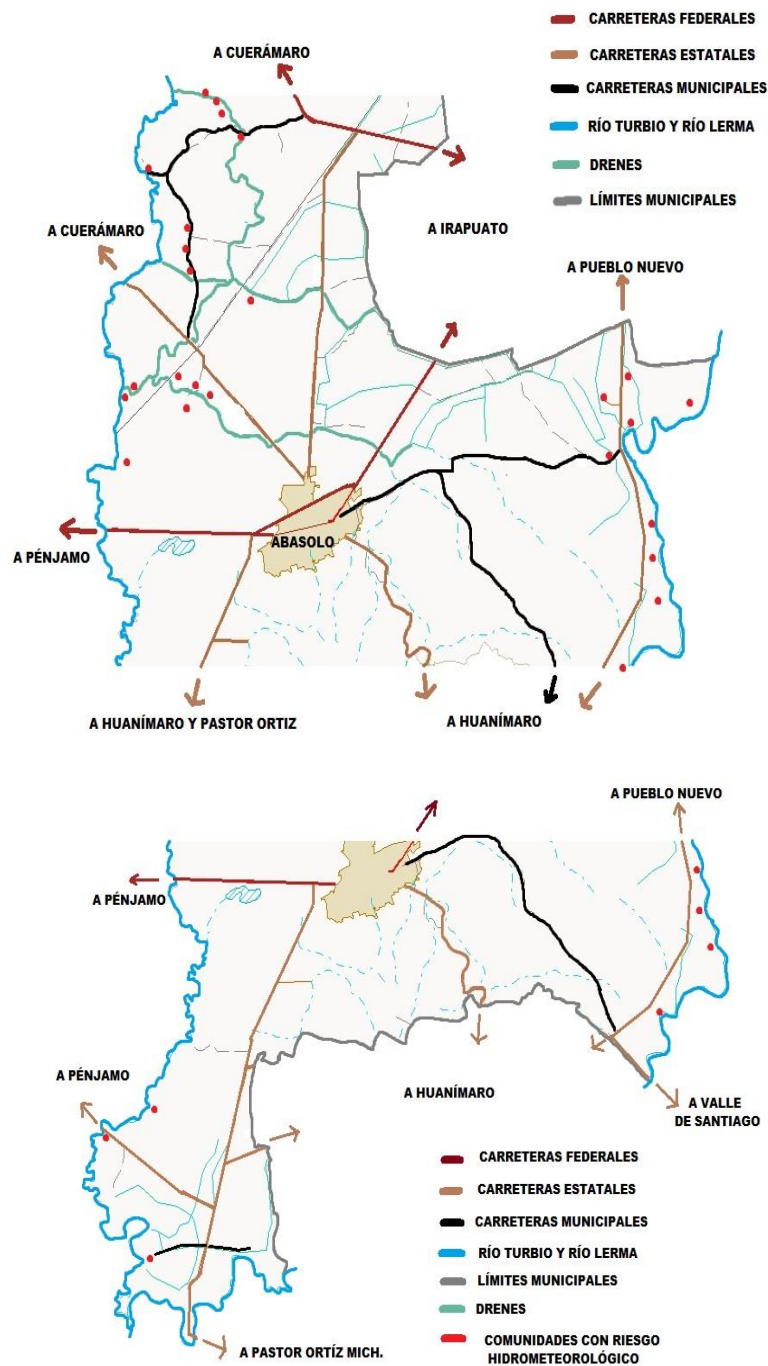 CARRETERAS FEDERALES
A CUERÁMARO
CARRETERAS ESTATALES
CARRETERAS MUNICIPALES
RÍO TURBIO Y RÍO LERMA
DRENES
LÍMITES MUNICIPALES
A CUERÁMARO
A IRAPUATO
A PUEBLO NUEVO
ABASOLO
A PÉNJAMO
A HUANÍMARO Y PASTOR ORTIZ
A HUANÍMARO
A PUEBLO NUEVO
A PÉNJAMO
A PÉNJAMO
A HUANÍMARO
A VALLE
DE SANTIAGO
CARRETERAS FEDERALES
CARRETERAS ESTATALES
CARRETERAS MUNICIPALES
RÍO TURBIO Y RÍO LERMA
LÍMITES MUNICIPALES
DRENES
COMUNIDADES CON RIESGO
HIDROMETEOROLÓGICO
A PASTOR ORTÍZ MICH.